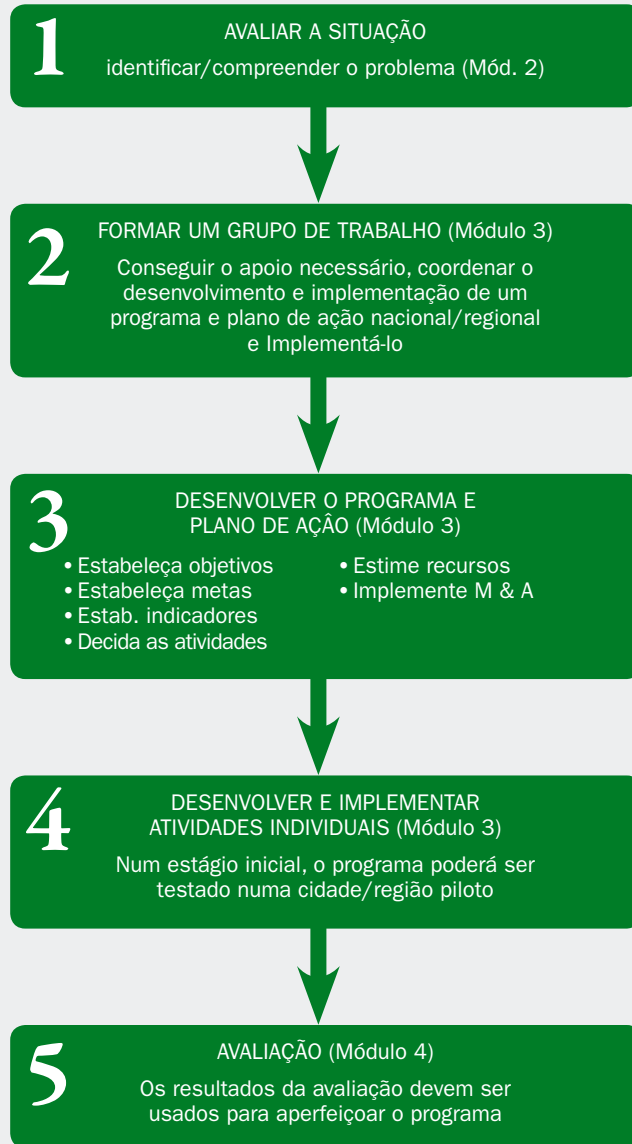 1
AVALIAR A SITUAÇÃO
identificar/compreender o problema (Mód. 2)
2
FORMAR UM GRUPO DE TRABALHO (Módulo 3)
Conseguir o apoio necessário, coordenar o
desenvolvimento e implementação de um
programa e plano de ação nacional/regional
e Implementá-lo
3
DESENVOLVER O PROGRAMA E
PLANO DE AÇÂO (Módulo 3)
• Estabeleça objetivos
• Estabeleça metas
• Estab. indicadores
• Decida as atividades
• Estime recursos
• Implemente M & A
4
DESENVOLVER E IMPLEMENTAR
ATIVIDADES INDIVIDUAIS (Módulo 3)
Num estágio inicial, o programa poderá ser
testado numa cidade/região piloto
5
AVALIAÇÃO (Módulo 4)
Os resultados da avaliação devem ser
usados para aperfeiçoar o programa